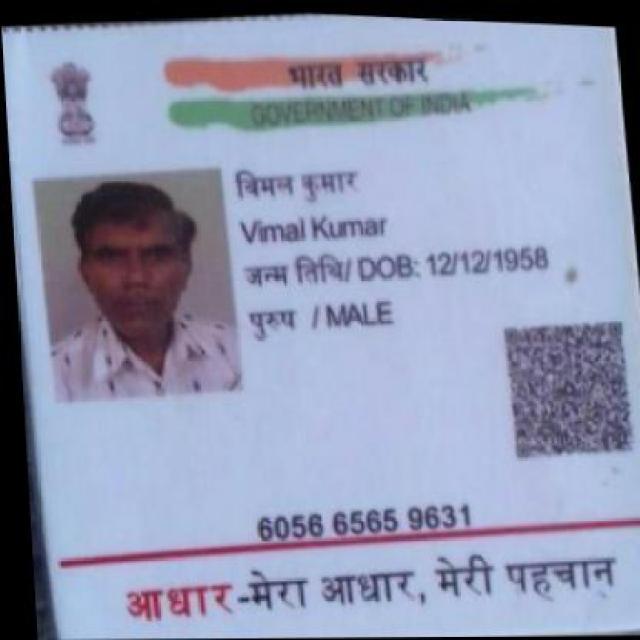 भारत सरकार
GOVERNMENT OF INDIA
विमल कुमार
Vimal Kumar
जन्म तिथि/ DOB: 12/12/1958
पुरुष / MALE
6056 6565 9631
आधार-मेरा आधार, मेरी पहचान